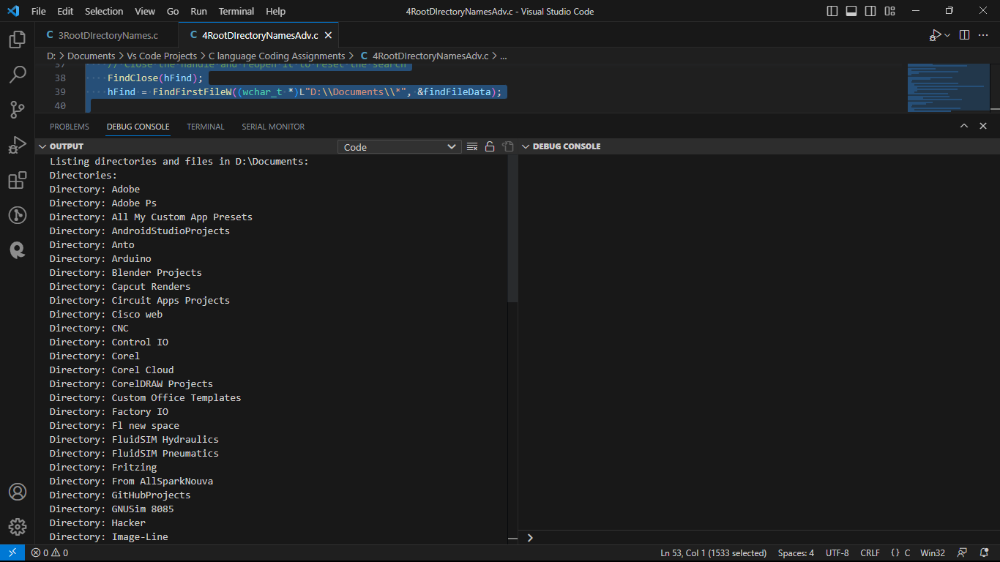 File Edit Selection View Go Run Terminal Help 4RootDIrectoryNamesAdv.c - Visual Studio Code
3RootDIrectoryNames.c 4RootDIrectoryNamesAdv.c
D: > Documents > Vs Code Projects > C language Coding Assignments > C 4RootDIrectoryNamesAdv.c > ...
37 // Close the handle and reopen it to reset the search
38 FindClose(hFind);
39 hFind = FindFirstFileW((wchar_t *)L"D:\\Documents\\*", &findFileData);
40
PROBLEMS DEBUG CONSOLE TERMINAL SERIAL MONITOR
OUTPUT Code DEBUG CONSOLE
Listing directories and files in D:\Documents:
Directories:
Directory: Adobe
Directory: Adobe Ps
Directory: All My Custom App Presets
Directory: AndroidStudioProjects
Directory: Anto
Directory: Arduino
Directory: Blender Projects
Directory: Capcut Renders
Directory: Circuit Apps Projects
Directory: Cisco web
Directory: CNC
Directory: Control IO
Directory: Corel
Directory: Corel Cloud
Directory: CorelDRAW Projects
Directory: Custom Office Templates
Directory: Factory IO
Directory: Fl new space
Directory: FluidSIM Hydraulics
Directory: FluidSIM Pneumatics
Directory: Fritzing
Directory: From AllSparkNouva
Directory: GitHubProjects
Directory: GNUSim 8085
Directory: Hacker
Directory: Image-Line
0 0 Ln 53, Col 1 (1533 selected) Spaces: 4 UTF-8 CRLF {} C Win32